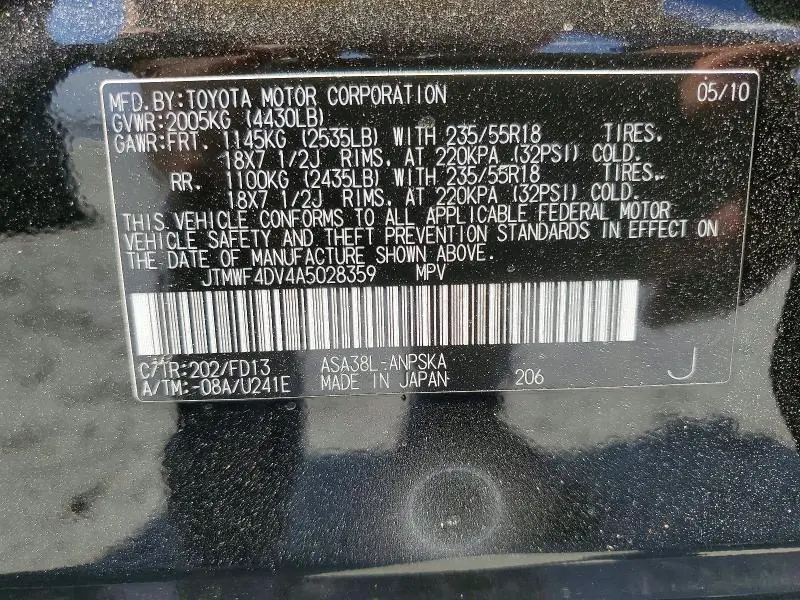 MFD.BY:TOYOTA MOTOR CORPORATION 05/10
GVWR:2005KG (4430LB)
GAWR:FRT. 1145KG (2535LB) WITH 235/55R18 TIRES.
18X7 1/2J RIMS. AT 220KPA (32PSI) COLD.
RR. 1100KG (2435LB) WITH 235/55R18 TIRES.
18X7 1/2J RIMS. AT 220KPA (32PSI) COLD.
THIS VEHICLE CONFORMS TO ALL APPLICABLE FEDERAL MOTOR
VEHICLE SAFETY AND THEFT PREVENTION STANDARDS IN EFFECT ON
THE DATE OF MANUFACTURE SHOWN ABOVE.
JTMWF4DV4A5028359 MPV
C/TR:202/FD13 ASA38L-ANPSKA
A/TM:-08A/U241E MADE IN JAPAN 206 J